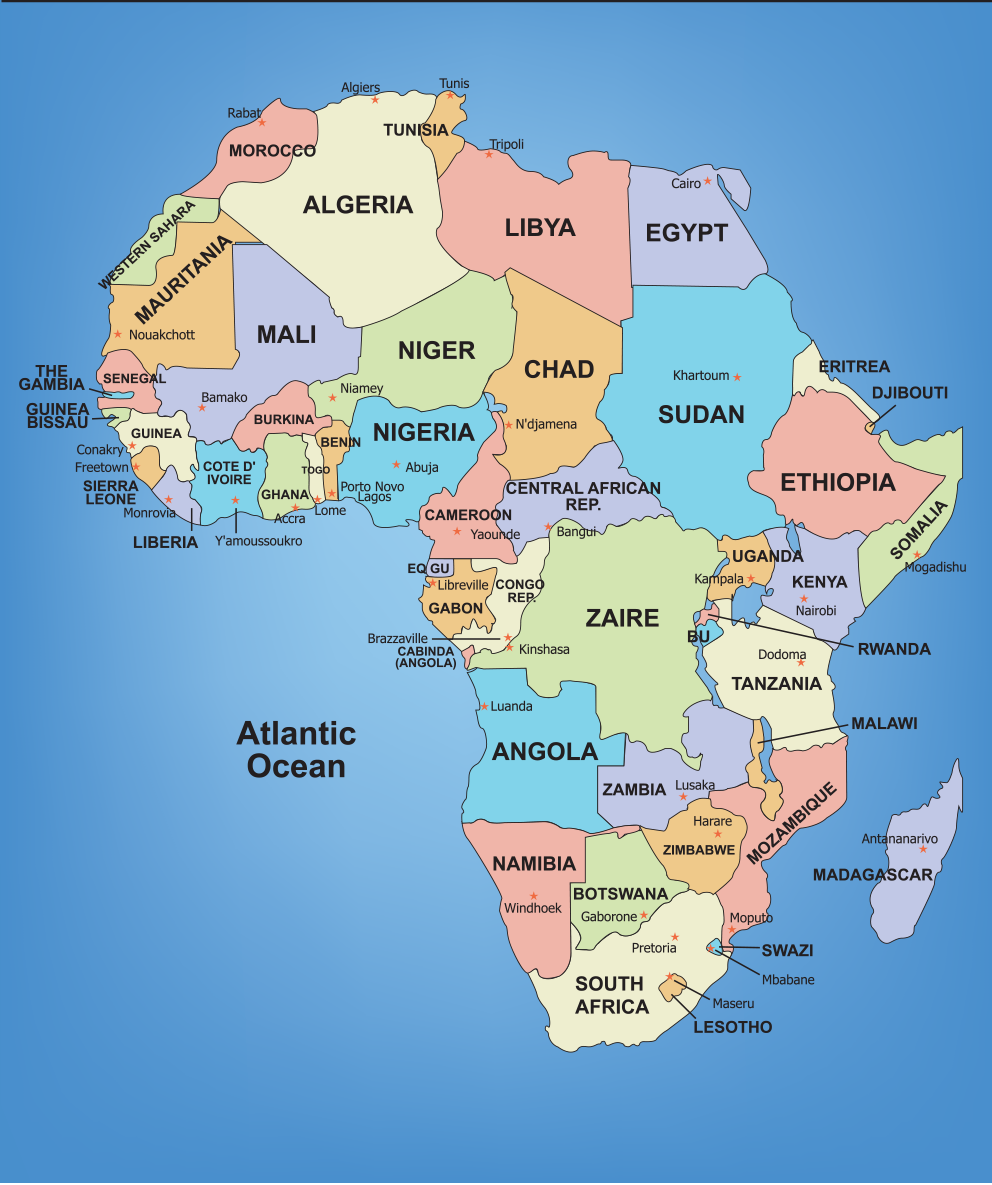 Algiers
Tunis
Rabat
TUNISIA
MOROCCO
Tripoli
Cairo
ALGERIA
LIBYA
EGYPT
WESTERN SAHARA
MAURITANIA
Nouakchott
MALI
NIGER
CHAD
Khartoum
SUDAN
ERITREA
DJIBOUTI
THE
GAMBIA
SENEGAL
GUINEA
BISSAU
Bamako
Niamey
BURKINA
N'djamena
GUINEA
BENIN
NIGERIA
Conakry
Freetown
SIERRA
LEONE
COTE D'
IVOIRE
TOGO
Abuja
GHANA
Porto Novo
Lagos
Monrovia
Accra
Lome
LIBERIA
Y'amoussoukro
CENTRAL AFRICAN
REP.
ETHIOPIA
SOMALIA
Mogadishu
CAMEROON
Yaounde
Bangui
UGANDA
KENYA
Kampala
Nairobi
EQ GU
Libreville
CONGO
REP.
GABON
ZAIRE
Brazzaville
CABINDA
(ANGOLA)
Kinshasa
BU
RWANDA
Dodoma
TANZANIA
Luanda
MALAWI
Atlantic
Ocean
ANGOLA
ZAMBIA
Lusaka
Harare
ZIMBABWE
MOZAMBIQUE
Antananarivo
MADAGASCAR
NAMIBIA
Windhoek
BOTSWANA
Gaborone
Moputo
Pretoria
SWAZI
Mbabane
SOUTH
AFRICA
Maseru
LESOTHO